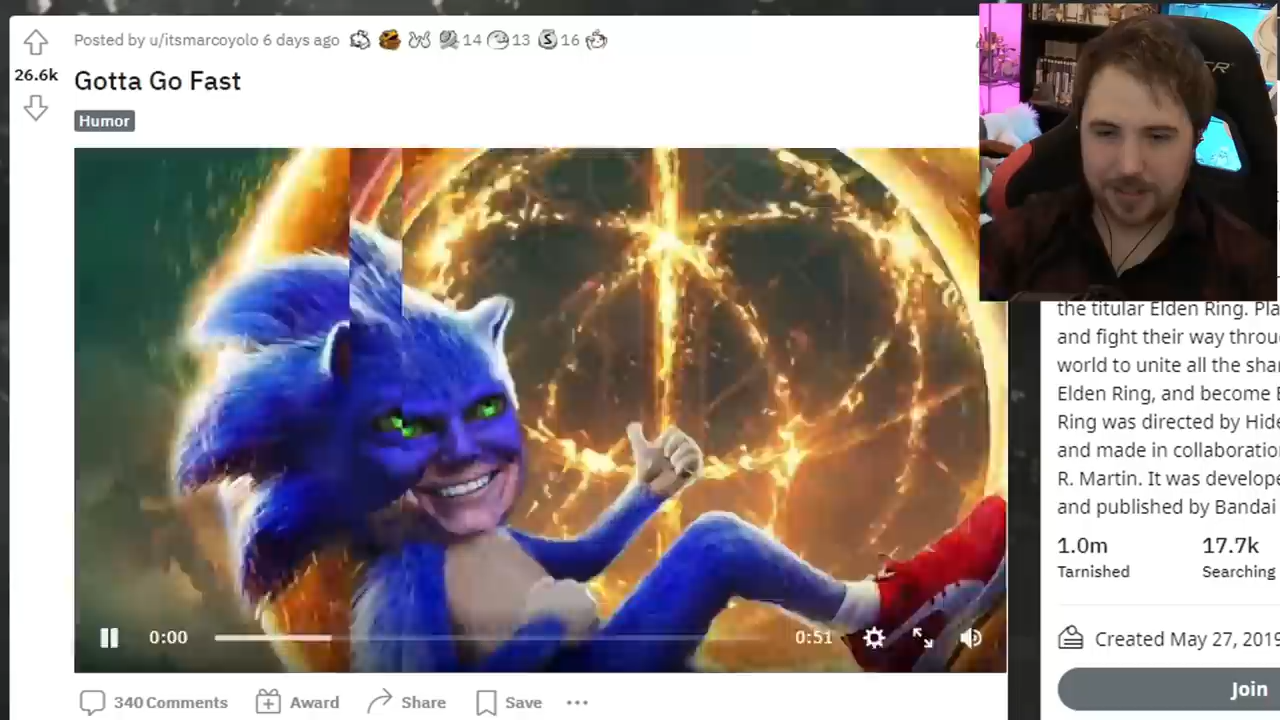 Posted by u/itsmarcoyolo 6 days ago 14 13 16
26.6k
Gotta Go Fast
Humor
0:00 0:51
340 Comments Award Share Save
the titular Elden Ring. Pla
and fight their way throu
world to unite all the sha
Elden Ring, and become E
Ring was directed by Hide
and made in collaboratio
R. Martin. It was develope
and published by Bandai
1.0m 17.7k
Tarnished Searching
Created May 27, 2019
Join